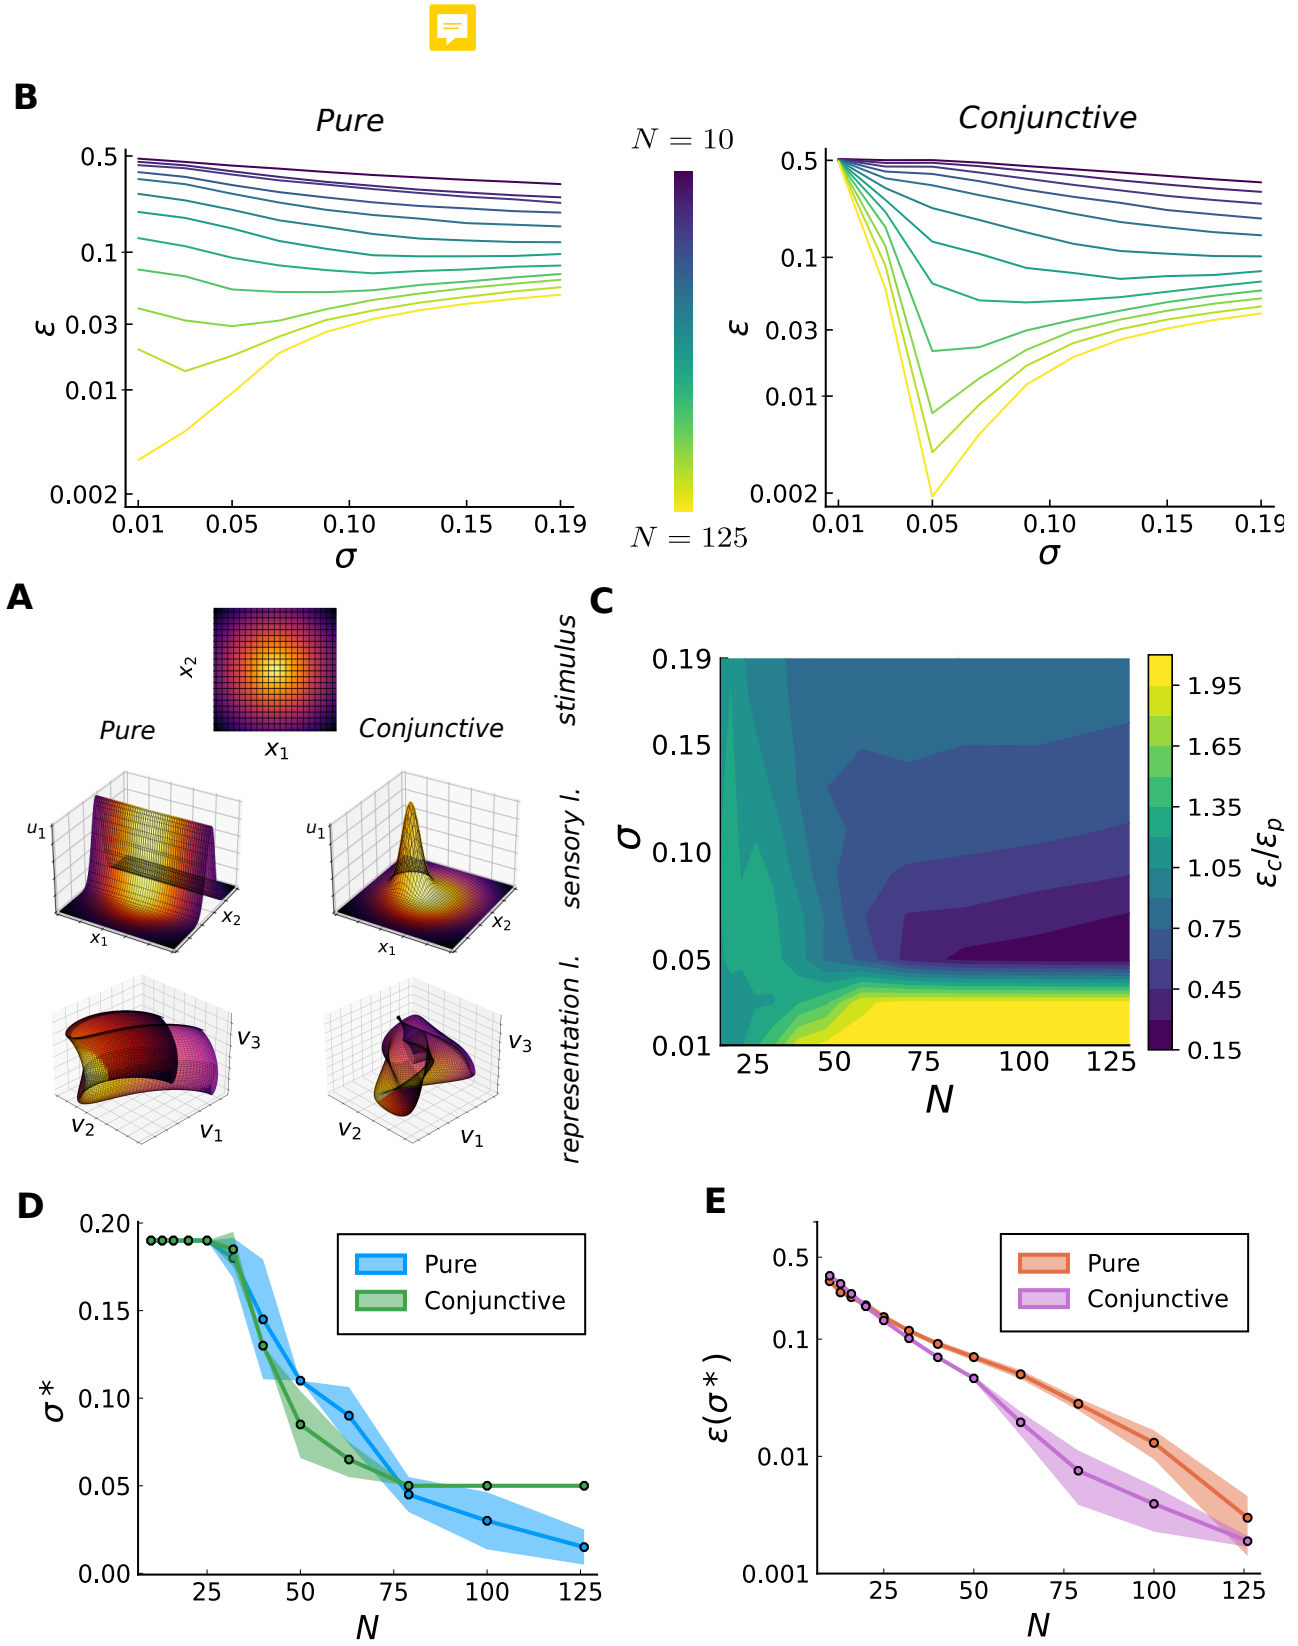 B
Pure
Conjunctive
N = 10
N = 125
0.5
0.1
0.03
0.01
0.002
ε
0.01 0.05 0.10 0.15 0.19
σ
0.5
0.1
0.03
0.01
0.002
ε
0.01 0.05 0.10 0.15 0.19
σ
A
x2
x1
stimulus
Pure
Conjunctive
u1
x1
x2
u1
x1
x2
sensory l.
v3
v2
v1
v3
v2
v1
representation l.
C
0.19
0.15
0.10
0.05
0.01
σ
25 50 75 100 125
N
1.95
1.65
1.35
1.05
0.75
0.45
0.15
εc/εp
D
0.20
0.15
0.10
0.05
0.00
σ*
25 50 75 100 125
N
Pure
Conjunctive
E
0.5
0.1
0.01
0.001
ε(σ*)
25 50 75 100 125
N
Pure
Conjunctive